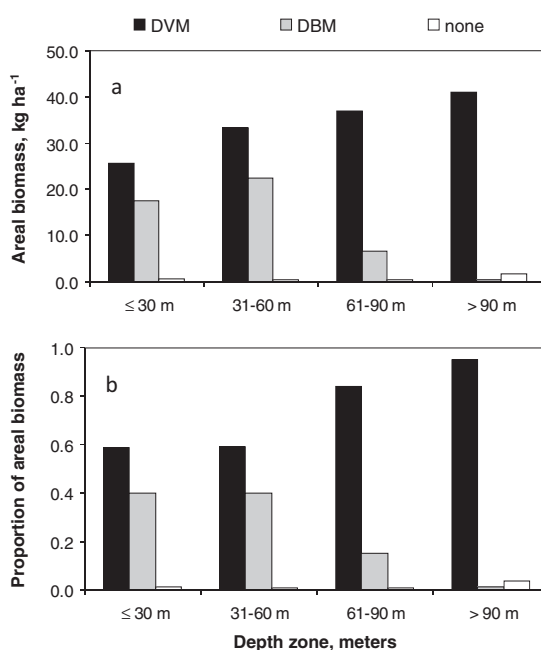 DVM DBM none
Areal biomass, kg ha⁻¹
50.0
40.0
30.0
20.0
10.0
0.0
a
≤ 30 m 31-60 m 61-90 m > 90 m
Proportion of areal biomass
1.0
0.8
0.6
0.4
0.2
0.0
b
≤ 30 m 31-60 m 61-90 m > 90 m
Depth zone, meters